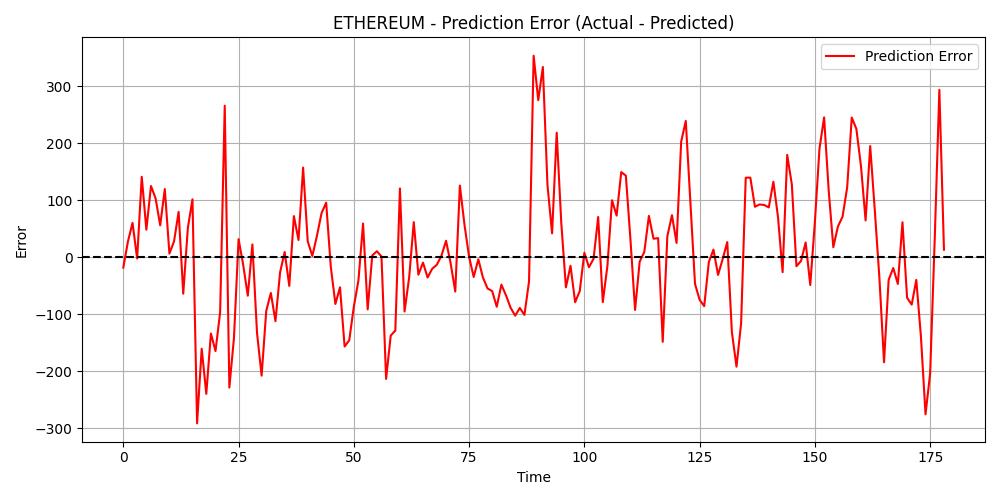 ETHEREUM - Prediction Error (Actual - Predicted)
Prediction Error
Error
300
200
100
0
−100
−200
−300
0 25 50 75 100 125 150 175
Time